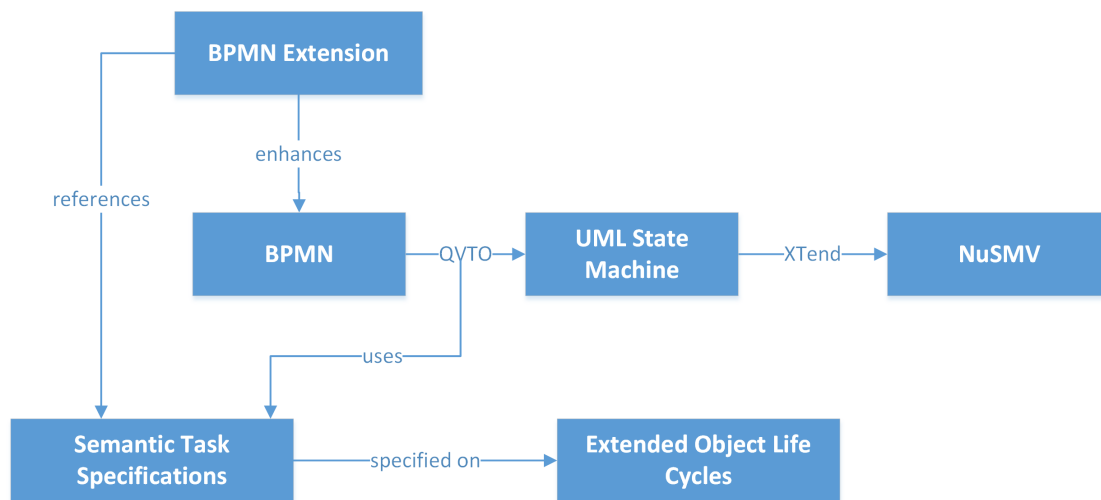 BPMN Extension
enhances
references
BPMN
QVTO
UML State
Machine
XTend
NuSMV
uses
Semantic Task
Specifications
specified on
Extended Object Life
Cycles